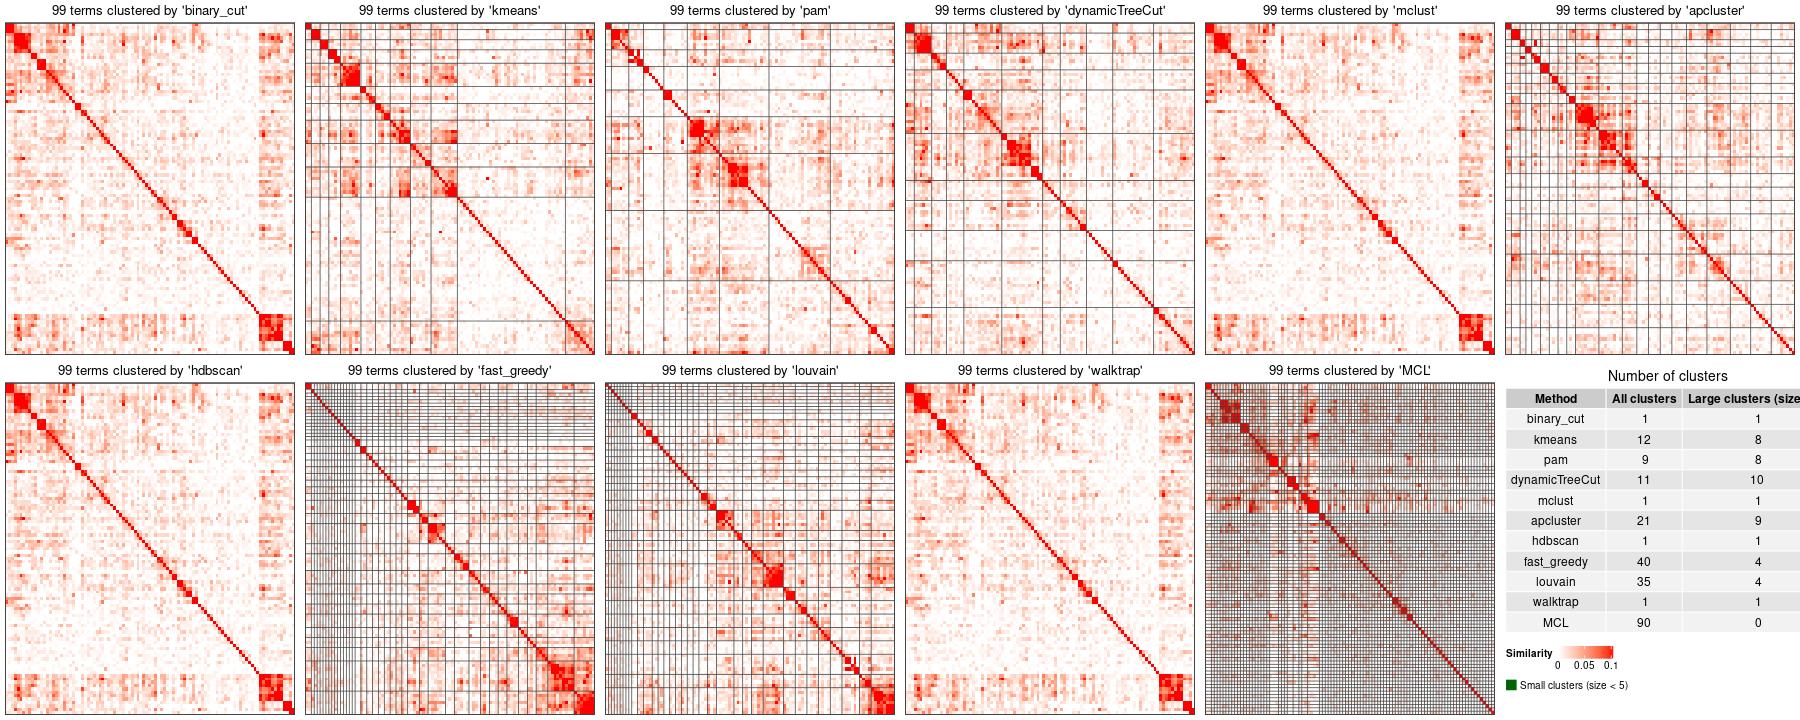 99 terms clustered by 'binary_cut'
99 terms clustered by 'kmeans'
99 terms clustered by 'pam'
99 terms clustered by 'dynamicTreeCut'
99 terms clustered by 'mclust'
99 terms clustered by 'apcluster'
99 terms clustered by 'hdbscan'
99 terms clustered by 'fast_greedy'
99 terms clustered by 'louvain'
99 terms clustered by 'walktrap'
99 terms clustered by 'MCL'
Number of clusters
Method All clusters Large clusters (size
binary_cut 1 1
kmeans 12 8
pam 9 8
dynamicTreeCut 11 10
mclust 1 1
apcluster 21 9
hdbscan 1 1
fast_greedy 40 4
louvain 35 4
walktrap 1 1
MCL 90 0
Similarity
0 0.05 0.1
Small clusters (size < 5)